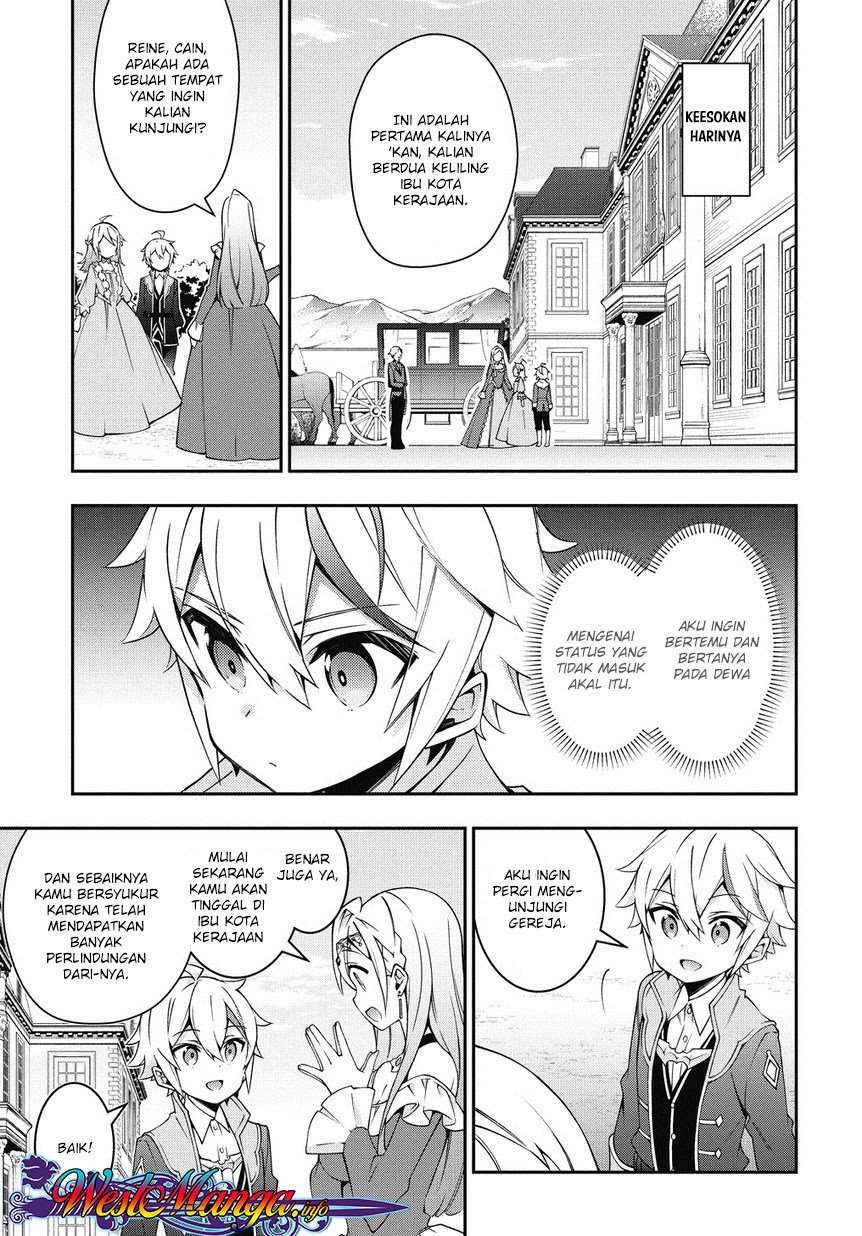 KEESOKAN
HARINYA
INI ADALAH
PERTAMA KALINYA
'KAN, KALIAN
BERDUA KELILING
IBU KOTA
KERAJAAN.
REINE, CAIN,
APAKAH ADA
SEBUAH TEMPAT
YANG INGIN
KALIAN
KUNJUNGI?
AKU INGIN
BERTEMU DAN
BERTANYA
PADA DEWA
MENGENAI
STATUS YANG
TIDAK MASUK
AKAL ITU.
AKU INGIN
PERGI MENG-
UNJUNGI
GEREJA.
BENAR
JUGA YA,
MULAI
SEKARANG
KAMU AKAN
TINGGAL DI
IBU KOTA
KERAJAAN
DAN SEBAIKNYA
KAMU BERSYUKUR
KARENA TELAH
MENDAPATKAN
BANYAK
PERLINDUNGAN
DARI-NYA.
BAIK!
WestManga.info